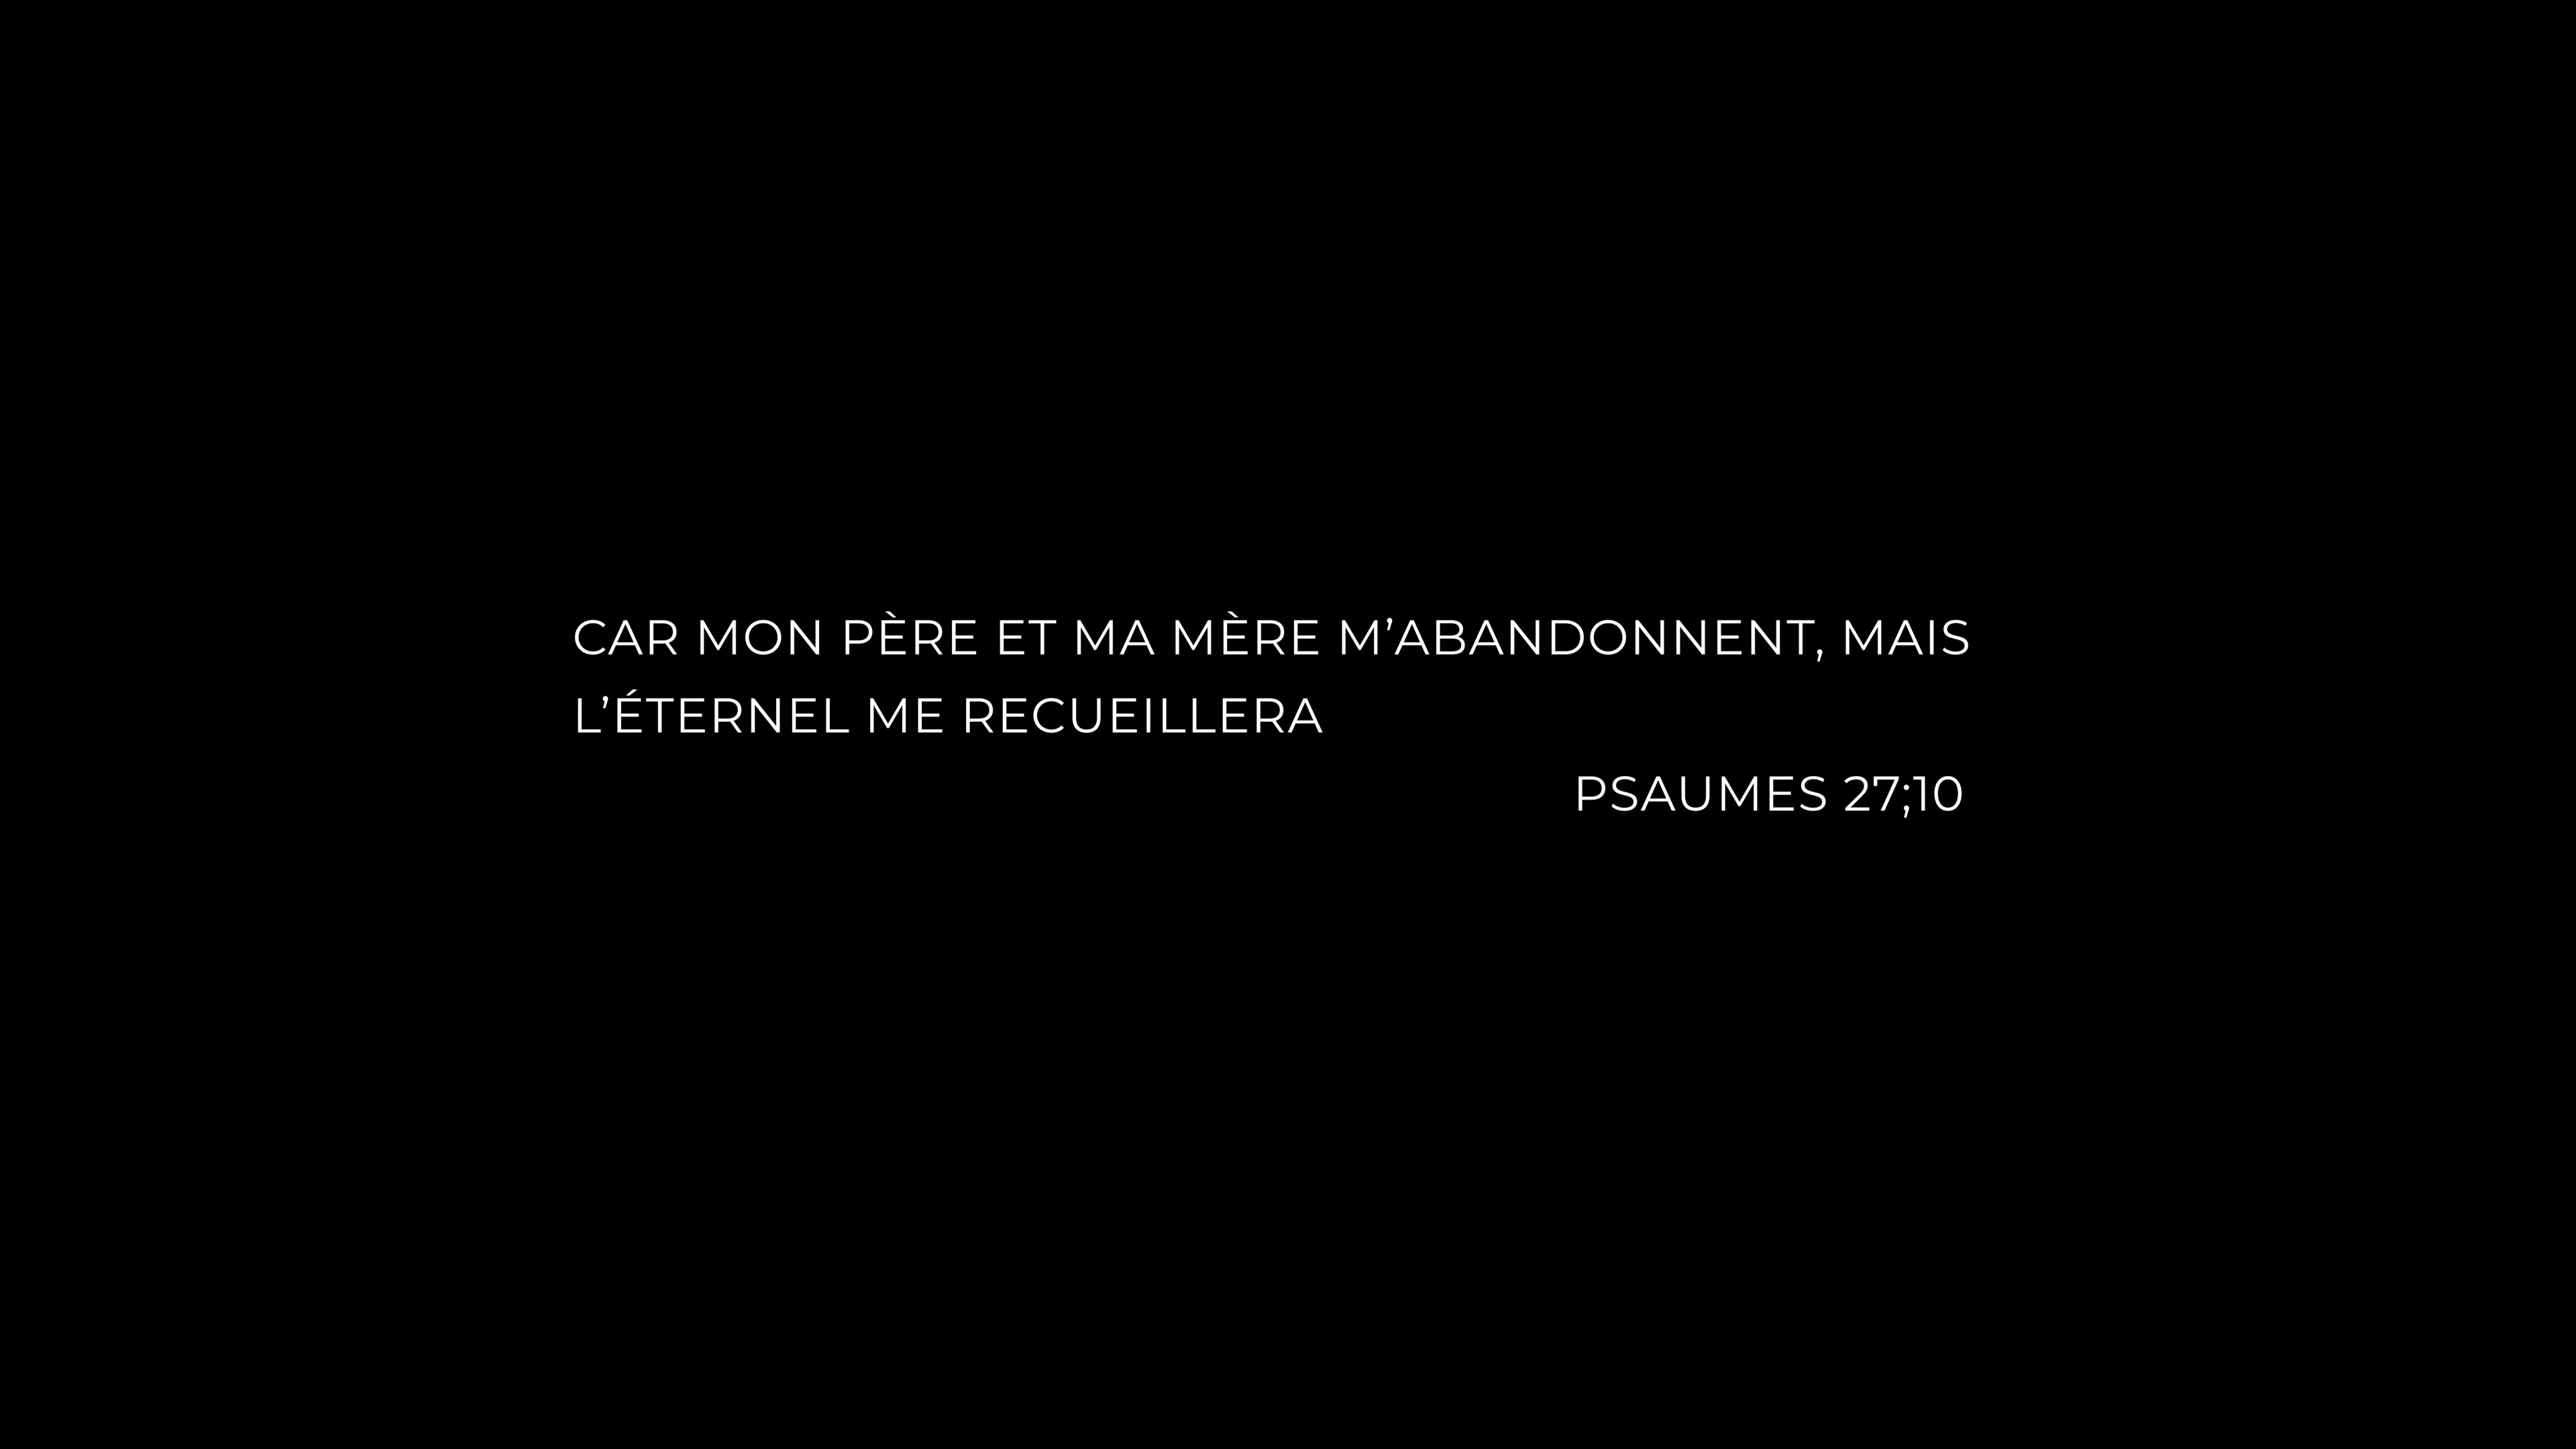 CAR MON PÈRE ET MA MÈRE M’ABANDONNENT, MAIS
L’ÉTERNEL ME RECUEILLERA
PSAUMES 27;10